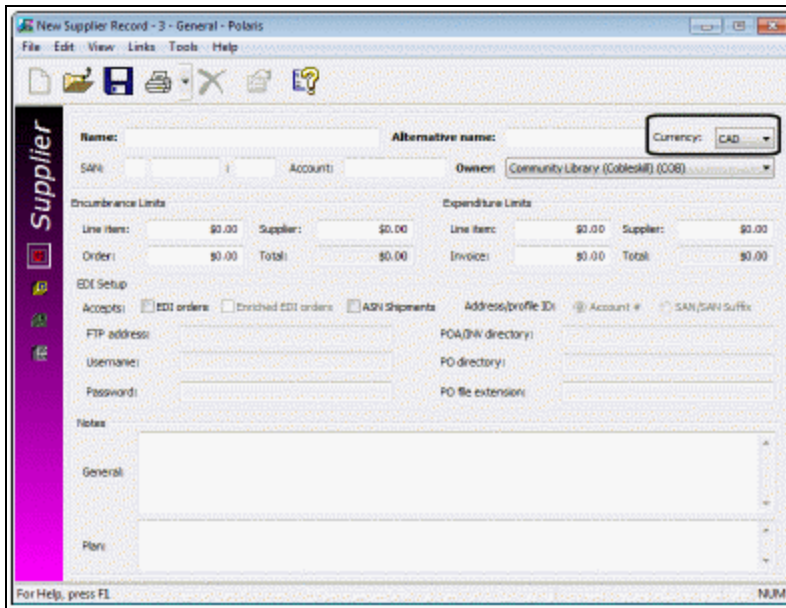 New Supplier Record - 3 - General - Polaris
File Edit View Links Tools Help
Supplier
Name: Alternative name: Currency: CAD
SAN: : Account: Owner: Community Library (Cobleskill) (COB)
Encumbrance Limits Expenditure Limits
Line item: $0.00 Supplier: $0.00 Line item: $0.00 Supplier: $0.00
Order: $0.00 Total: $0.00 Invoice: $0.00 Total: $0.00
EDI Setup
Accepts: EDI orders Enriched EDI orders ASN Shipments Address/profile ID: Account # SAN/SAN Suffix
FTP address: POA/INV directory:
Username: PO directory:
Password: PO file extension:
Notes
General:
Plan:
For Help, press F1 NUM